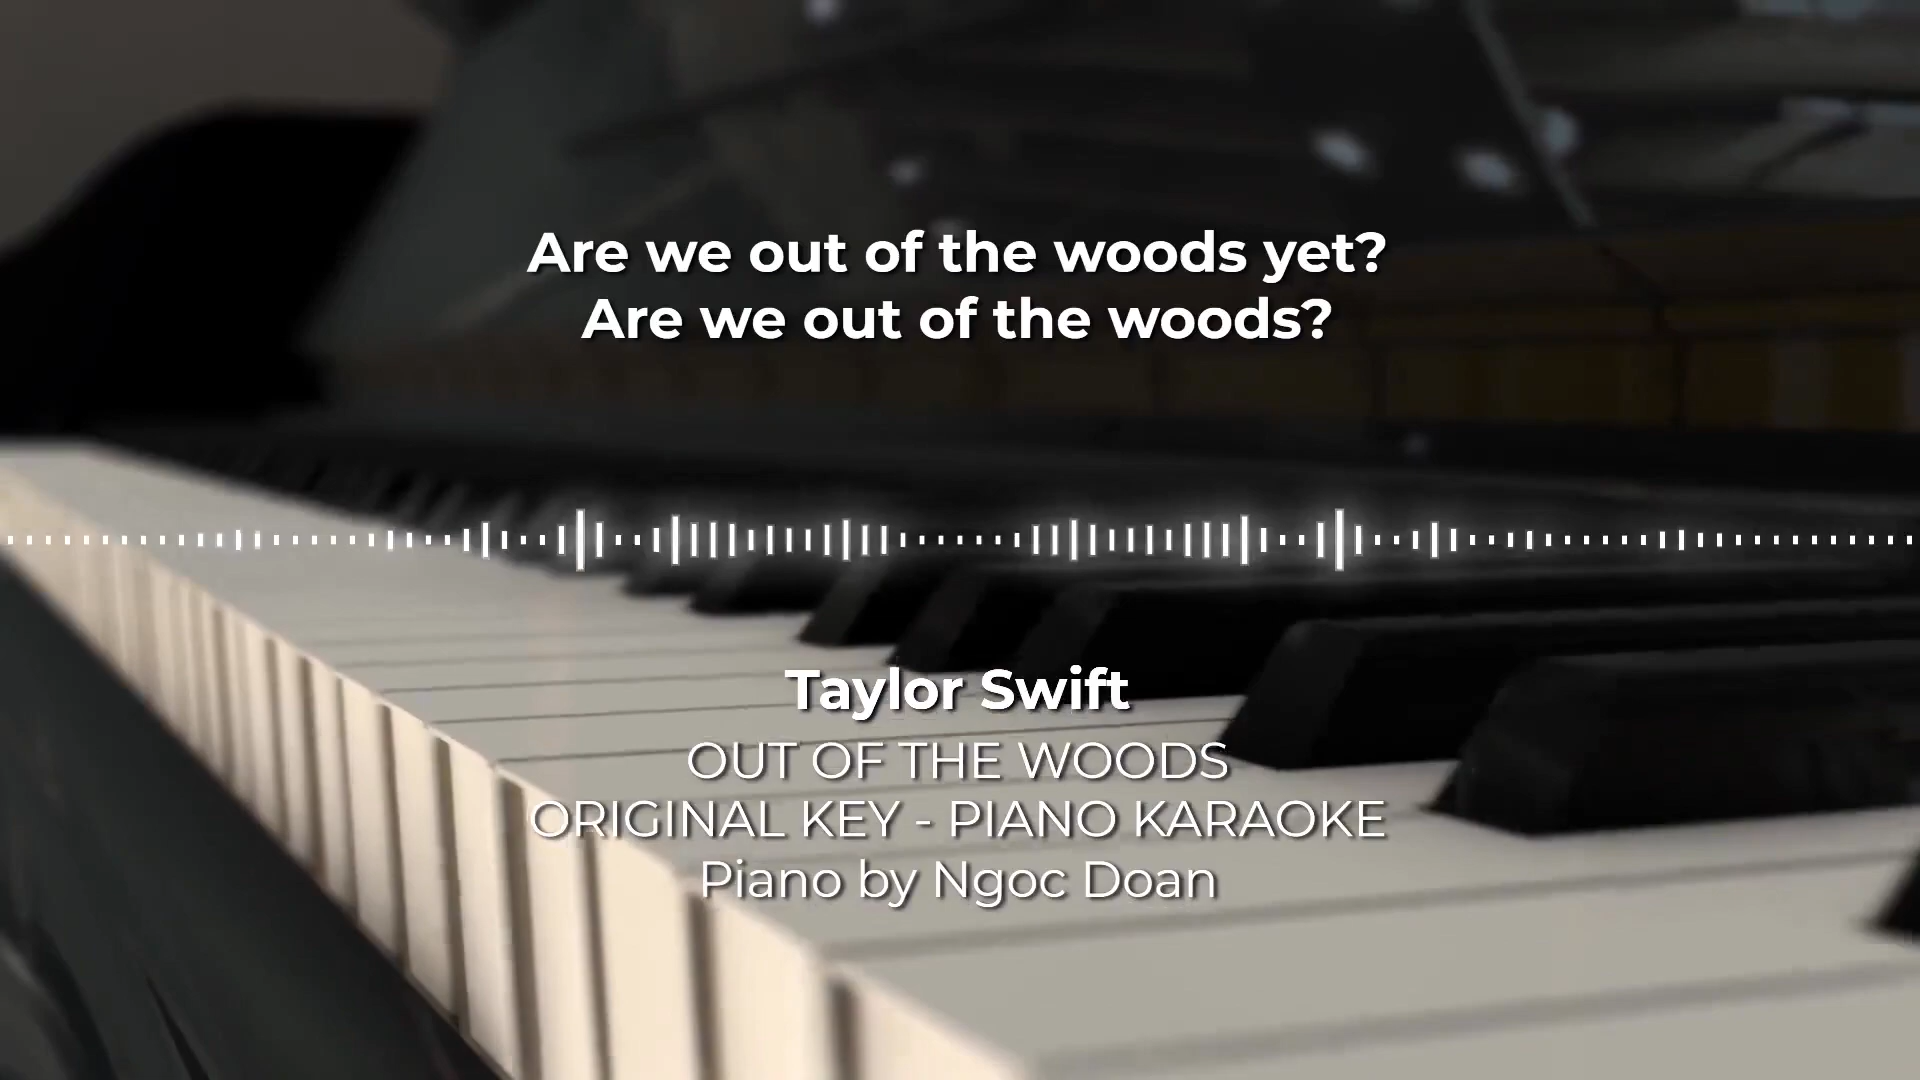 Are we out of the woods yet?
Are we out of the woods?
Taylor Swift
OUT OF THE WOODS
ORIGINAL KEY - PIANO KARAOKE
Piano by Ngoc Doan